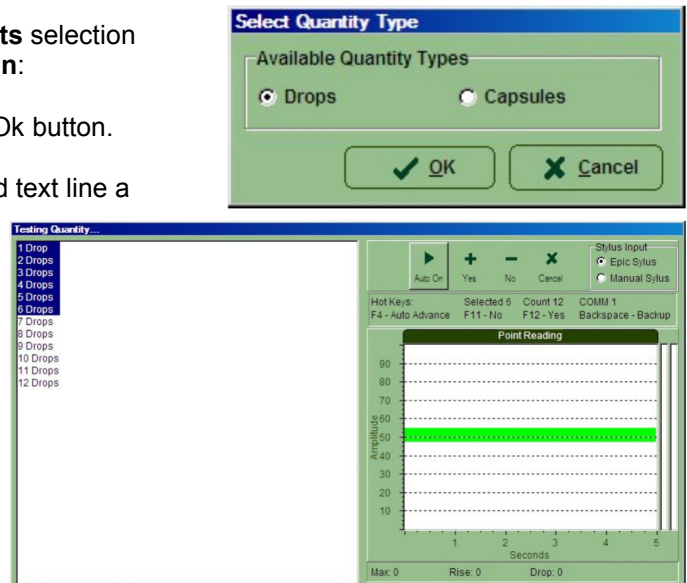 ts selection
n:
Ok button.
d text line a
Select Quantity Type
Available Quantity Types
Drops
Capsules
OK
Cancel
Testing Quantity...
1 Drop
2 Drops
3 Drops
4 Drops
5 Drops
6 Drops
7 Drops
8 Drops
9 Drops
10 Drops
11 Drops
12 Drops
Auto On
Yes
No
Cancel
Stylus Input
Epic Sylus
Manual Sylus
Hot Keys: Selected 6 Count 12 COMM 1
F4 - Auto Advance F11 - No F12 - Yes Backspace - Backup
Point Reading
90
80
70
60
50
40
30
20
10
Amplitude
1 2 3 4 5
Seconds
Max: 0 Rise: 0 Drop: 0